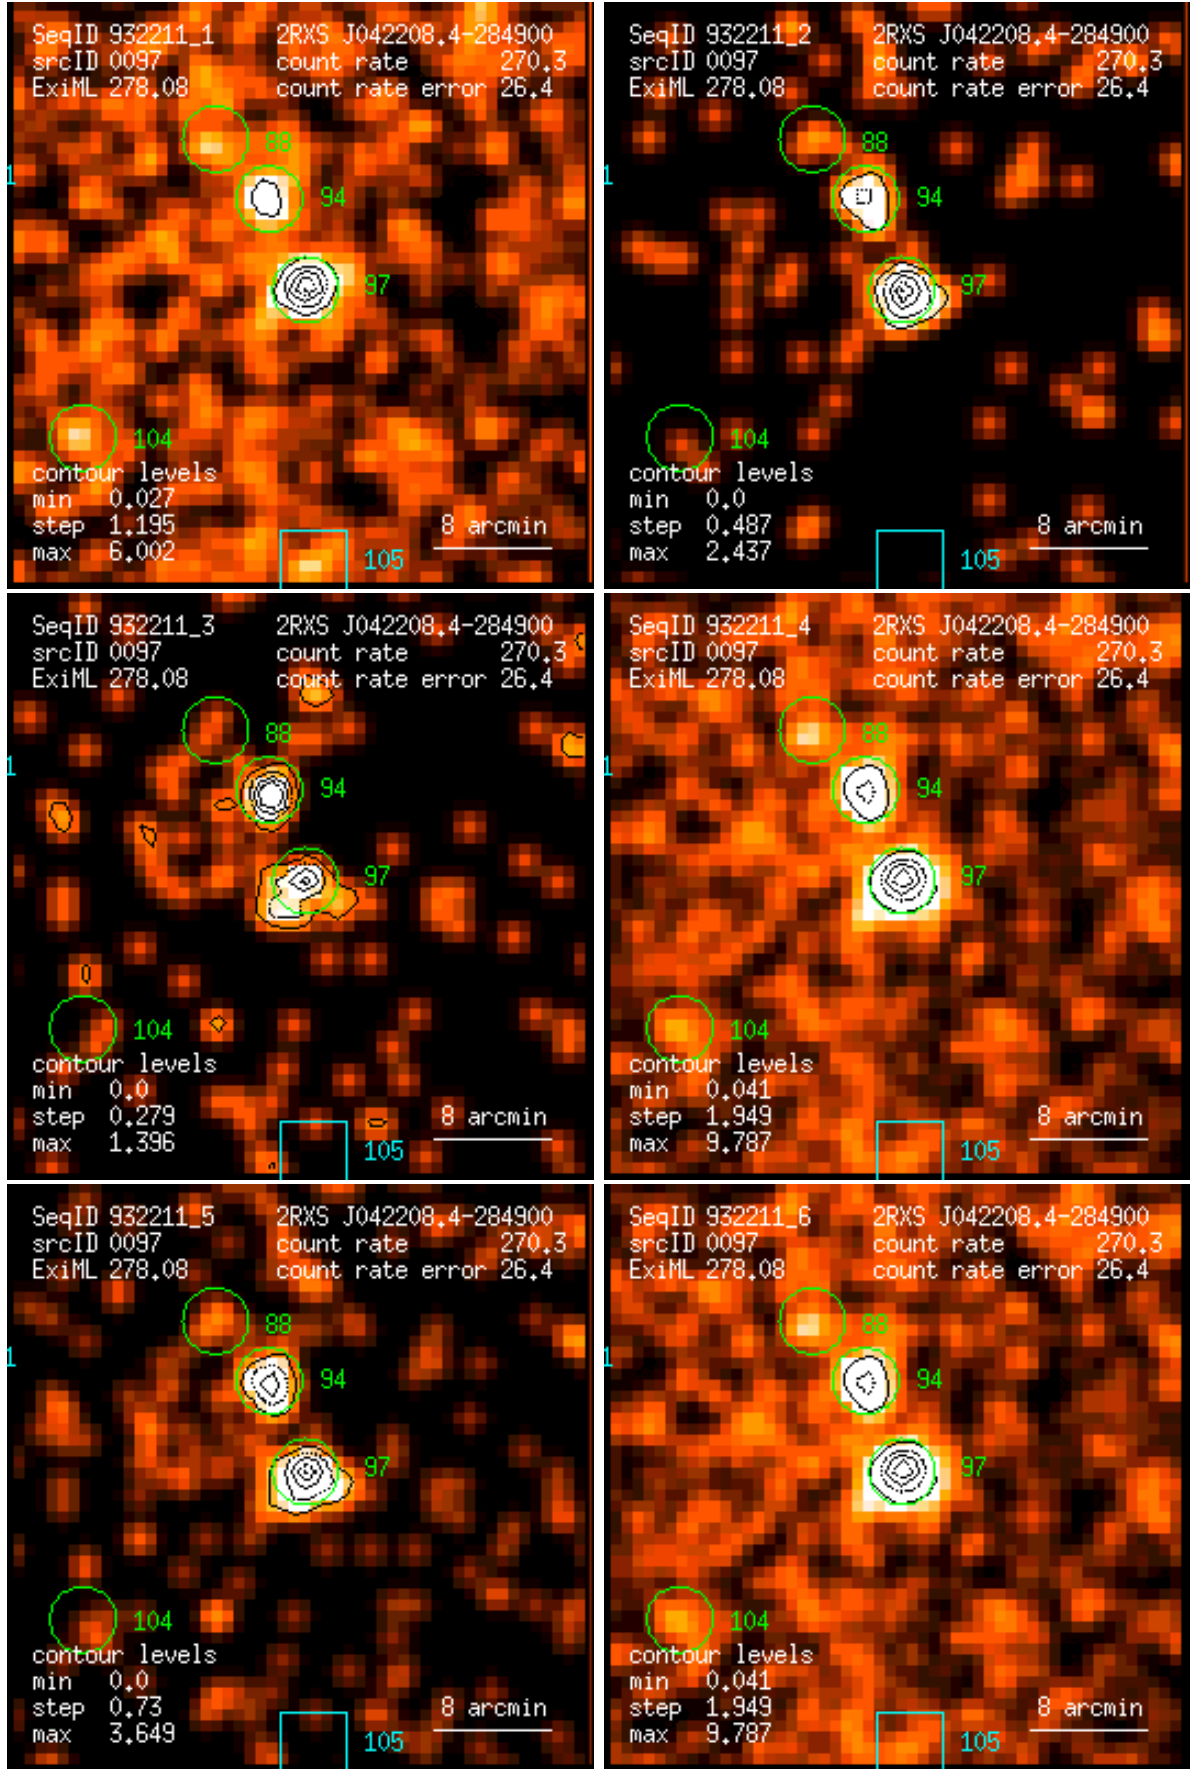 SeqID 932211_1 2RXS J042208.4-284900
srcID 0097 count rate 270.3
ExiML 278.08 count rate error 26.4
88
1
94
97
104
contour levels
min 0.027
step 1.195 8 arcmin
max 6.002
105
SeqID 932211_2 2RXS J042208.4-284900
srcID 0097 count rate 270.3
ExiML 278.08 count rate error 26.4
88
1
94
97
104
contour levels
min 0.0
step 0.487 8 arcmin
max 2.437
105
SeqID 932211_3 2RXS J042208.4-284900
srcID 0097 count rate 270.3
ExiML 278.08 count rate error 26.4
88
1
94
97
104
contour levels
min 0.0
step 0.279 8 arcmin
max 1.396
105
SeqID 932211_4 2RXS J042208.4-284900
srcID 0097 count rate 270.3
ExiML 278.08 count rate error 26.4
88
1
94
97
104
contour levels
min 0.041
step 1.949 8 arcmin
max 9.787
105
SeqID 932211_5 2RXS J042208.4-284900
srcID 0097 count rate 270.3
ExiML 278.08 count rate error 26.4
88
1
94
97
104
contour levels
min 0.0
step 0.73 8 arcmin
max 3.649
105
SeqID 932211_6 2RXS J042208.4-284900
srcID 0097 count rate 270.3
ExiML 278.08 count rate error 26.4
88
1
94
97
104
contour levels
min 0.041
step 1.949 8 arcmin
max 9.787
105